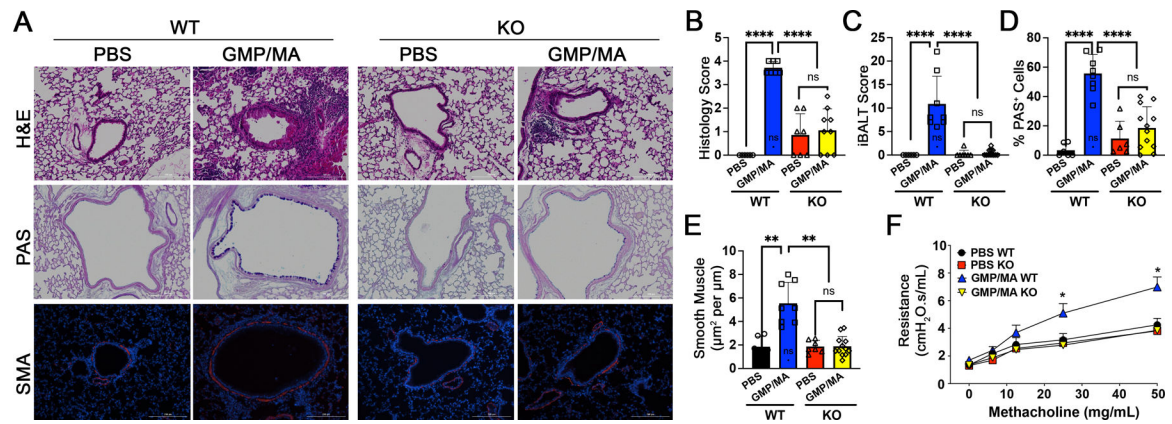 A
WT
KO
PBS
GMP/MA
PBS
GMP/MA
H&E
PAS
SMA
B
Histology Score
5
4
3
2
1
0
****
****
ns
ns
PBS
GMP/MA
PBS
GMP/MA
WT
KO
C
iBALT Score
25
20
15
10
5
0
****
****
ns
ns
PBS
GMP/MA
PBS
GMP/MA
WT
KO
D
% PAS⁺ Cells
80
60
40
20
0
****
****
ns
ns
PBS
GMP/MA
PBS
GMP/MA
WT
KO
E
Smooth Muscle
(µm² per µm)
10
8
6
4
2
0
**
**
ns
ns
PBS
GMP/MA
PBS
GMP/MA
WT
KO
F
Resistance
(cmH₂O.s/mL)
10
8
6
4
2
0
PBS WT
PBS KO
GMP/MA WT
GMP/MA KO
*
*
0
10
20
30
40
50
Methacholine (mg/mL)